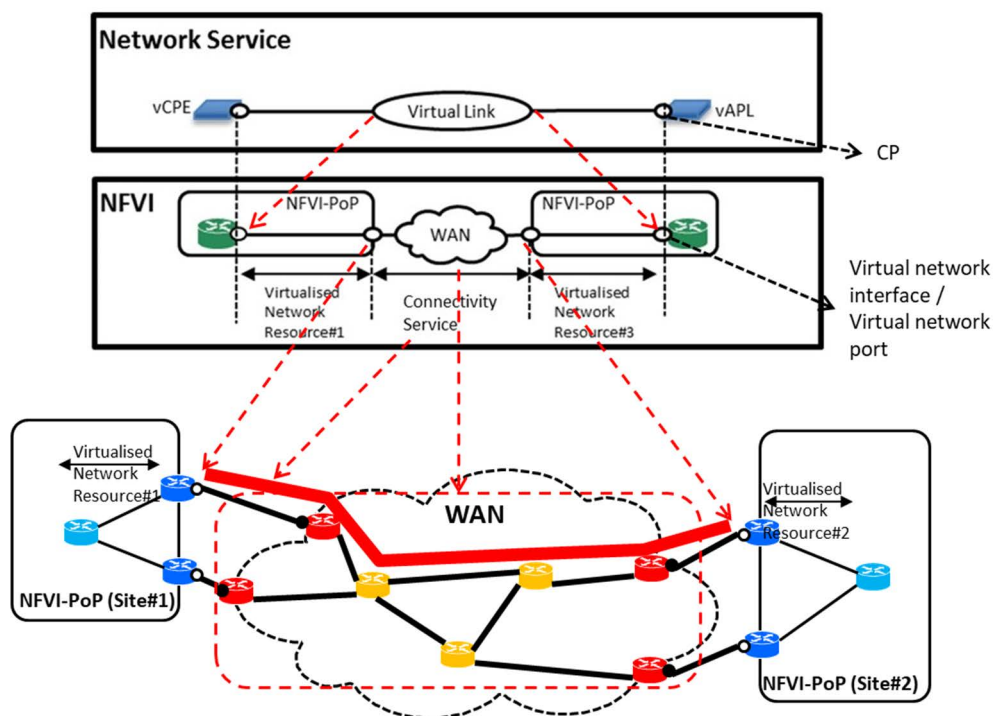 Network Service
vCPE
Virtual Link
vAPL
CP
NFVI
NFVI-PoP
NFVI-PoP
WAN
Virtualised
Network
Resource#1
Connectivity
Service
Virtualised
Network
Resource#3
Virtual network
interface /
Virtual network
port
Virtualised
Network
Resource#1
NFVI-PoP (Site#1)
WAN
Virtualised
Network
Resource#2
NFVI-PoP (Site#2)